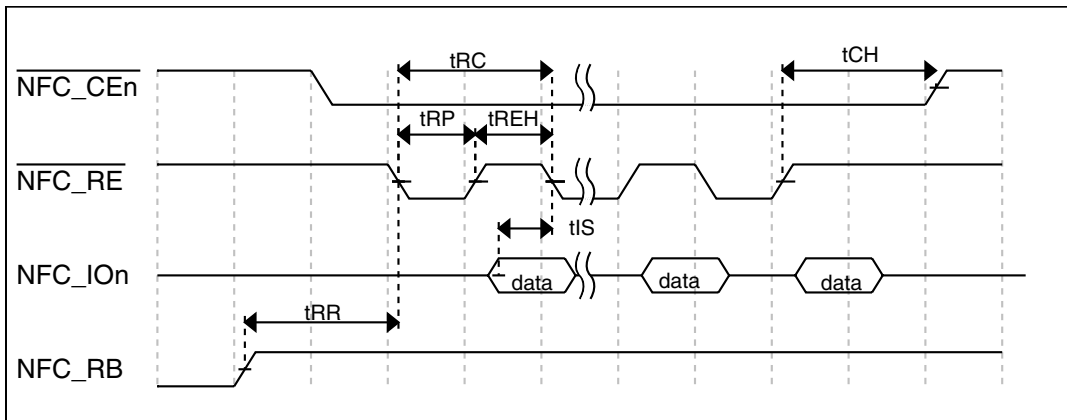 tRC
tCH
NFC_CEn
tRP
tREH
NFC_RE
tIS
NFC_IOn
data
data
data
tRR
NFC_RB